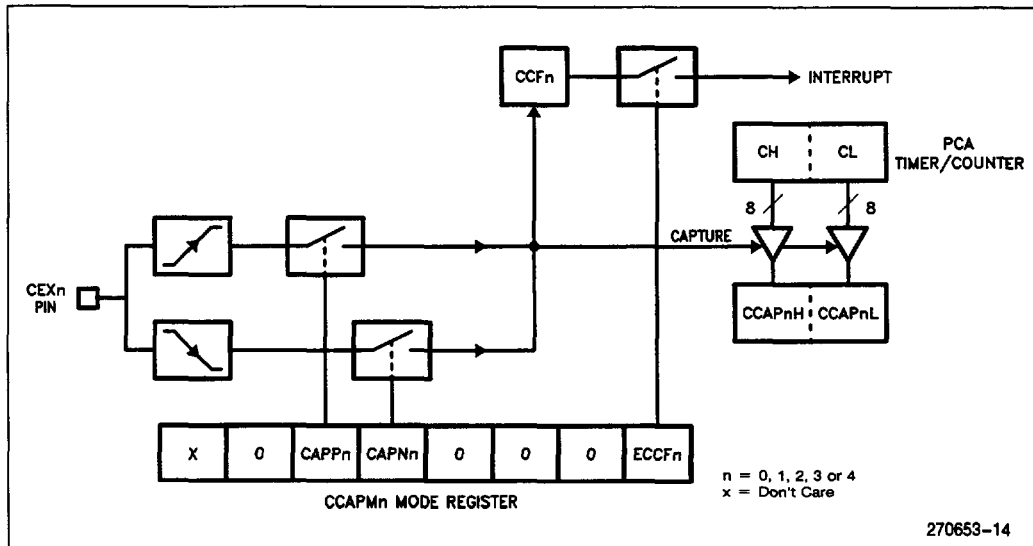 CCFn
INTERRUPT
CH
CL
PCA
TIMER/COUNTER
8
8
CAPTURE
CEXn
PIN
CCAPnH
CCAPnL
X
0
CAPPn
CAPNn
0
0
0
ECCFn
CCAPMn MODE REGISTER
n = 0, 1, 2, 3 or 4
x = Don't Care
270653-14